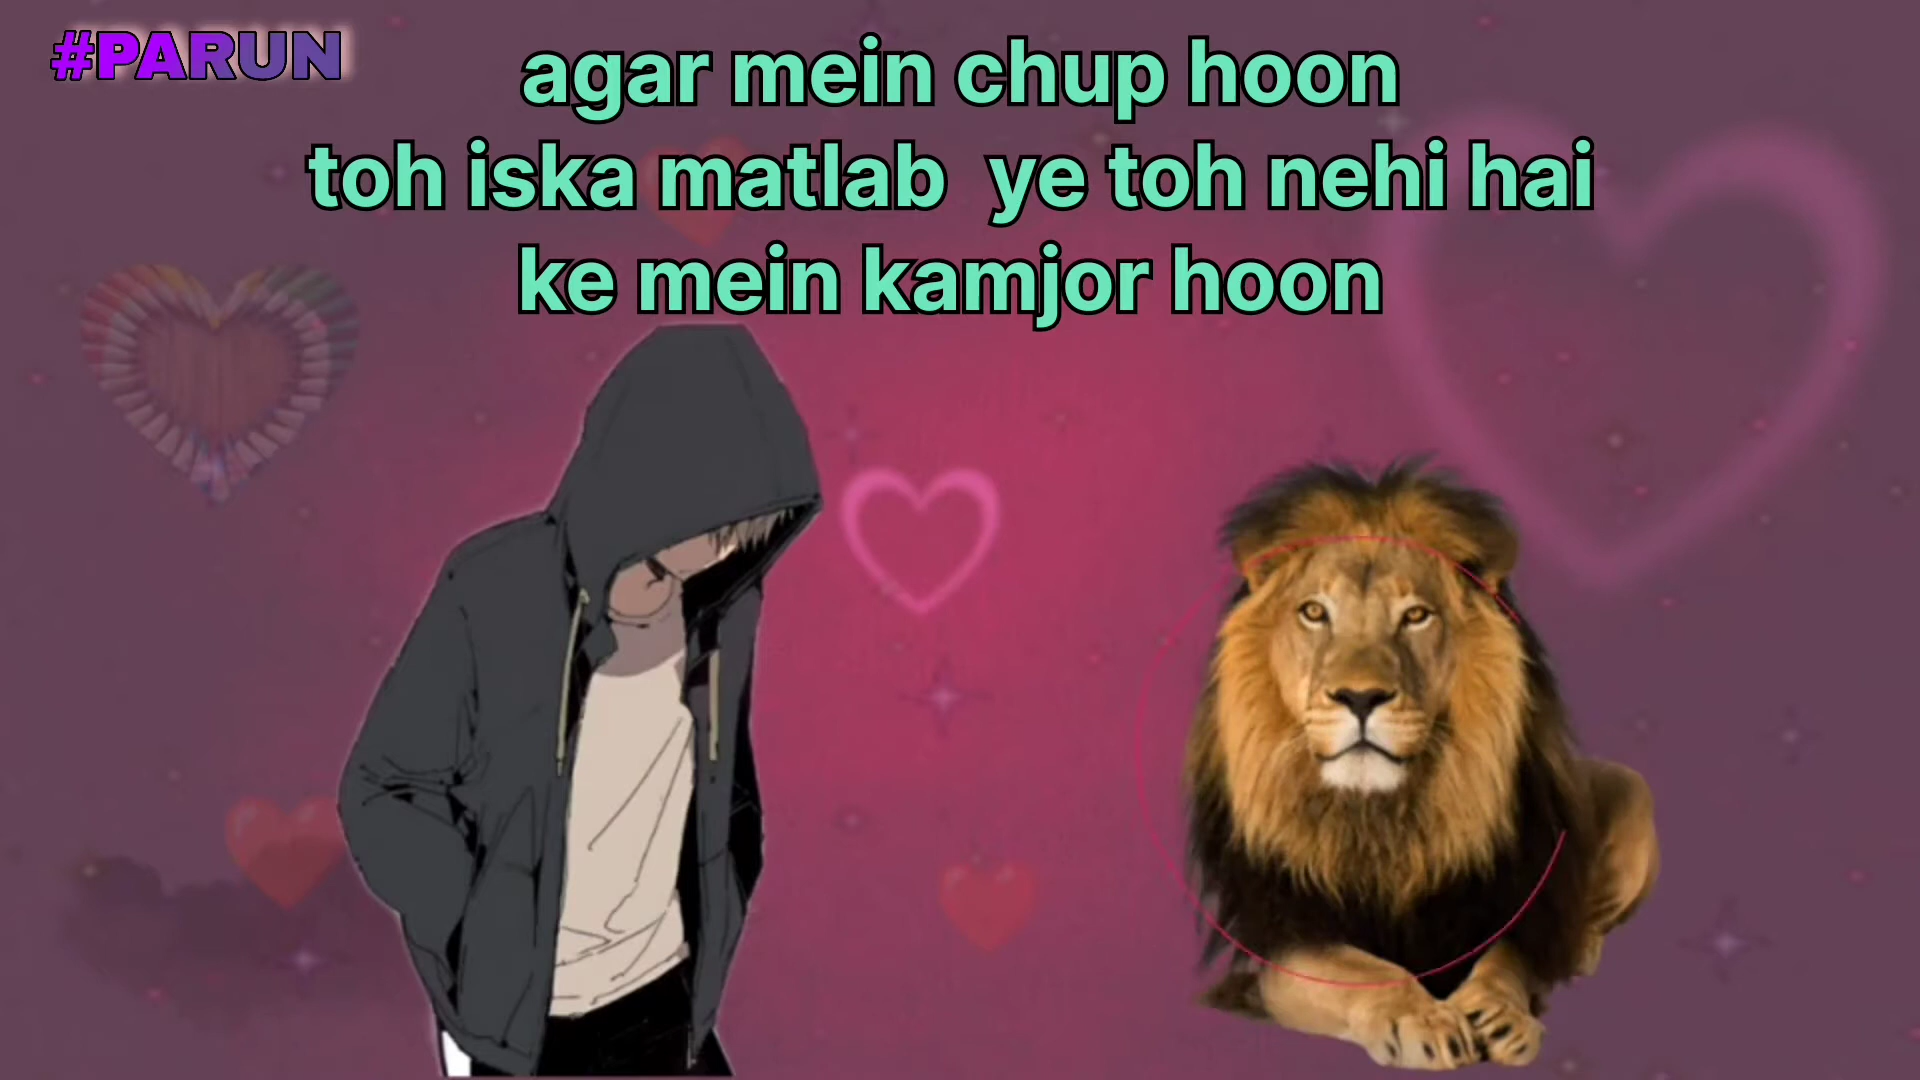 #PARUN
agar mein chup hoon
toh iska matlab  ye toh nehi hai
ke mein kamjor hoon